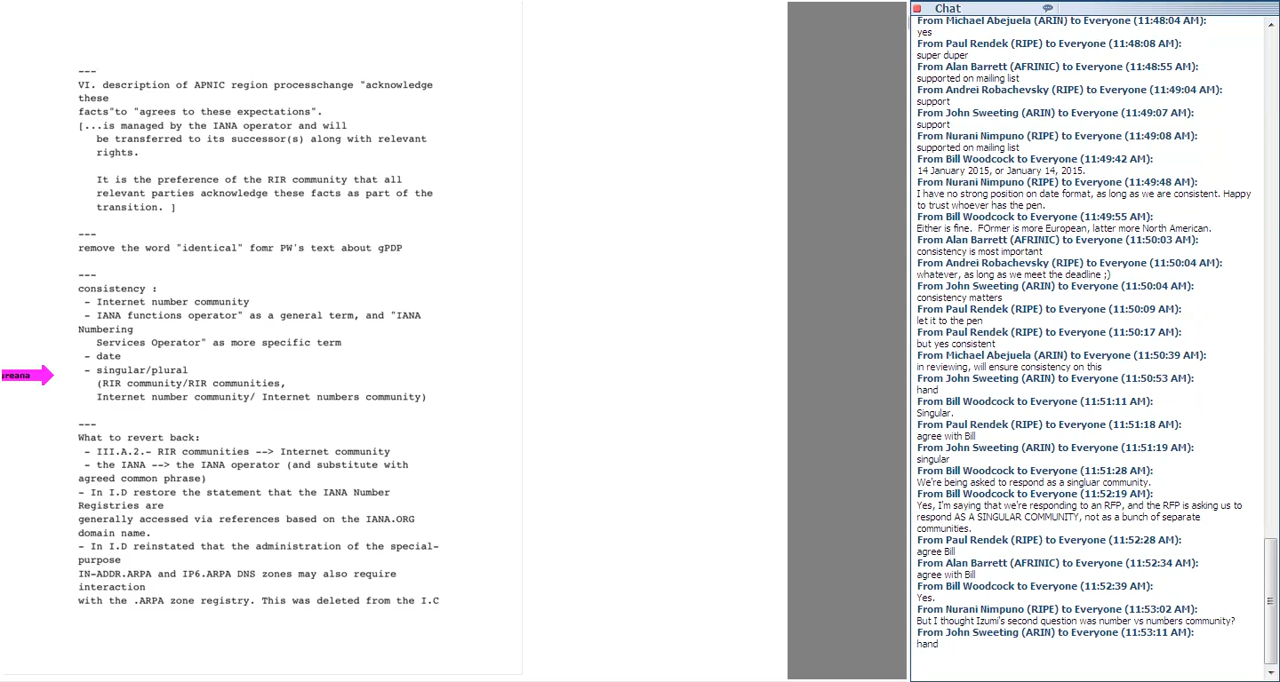 ---
VI. description of APNIC region processchange "acknowledge
these
facts"to "agrees to these expectations".
[...is managed by the IANA operator and will
be transferred to its successor(s) along with relevant
rights.
It is the preference of the RIR community that all
relevant parties acknowledge these facts as part of the
transition. ]
---
remove the word "identical" fomr PW's text about gPDP
---
consistency :
- Internet number community
- IANA functions operator" as a general term, and "IANA
Numbering
Services Operator" as more specific term
- date
- singular/plural
(RIR community/RIR communities,
Internet number community/ Internet numbers community)
---
What to revert back:
- III.A.2.- RIR communities --> Internet community
- the IANA --> the IANA operator (and substitute with
agreed common phrase)
- In I.D restore the statement that the IANA Number
Registries are
generally accessed via references based on the IANA.ORG
domain name.
- In I.D reinstated that the administration of the special-
purpose
IN-ADDR.ARPA and IP6.ARPA DNS zones may also require
interaction
with the .ARPA zone registry. This was deleted from the I.C
reana
Chat
From Michael Abejuela (ARIN) to Everyone (11:48:04 AM):
yes
From Paul Rendek (RIPE) to Everyone (11:48:08 AM):
super duper
From Alan Barrett (AFRINIC) to Everyone (11:48:55 AM):
supported on mailing list
From Andrei Robachevsky (RIPE) to Everyone (11:49:04 AM):
support
From John Sweeting (ARIN) to Everyone (11:49:07 AM):
support
From Nurani Nimpuno (RIPE) to Everyone (11:49:08 AM):
supported on mailing list
From Bill Woodcock to Everyone (11:49:42 AM):
14 January 2015, or January 14, 2015.
From Nurani Nimpuno (RIPE) to Everyone (11:49:48 AM):
I have no strong position on date format, as long as we are consistent. Happy
to trust whoever has the pen.
From Bill Woodcock to Everyone (11:49:55 AM):
Either is fine. FOrmer is more European, latter more North American.
From Alan Barrett (AFRINIC) to Everyone (11:50:03 AM):
consistency is most important
From Andrei Robachevsky (RIPE) to Everyone (11:50:04 AM):
whatever, as long as we meet the deadline ;)
From John Sweeting (ARIN) to Everyone (11:50:04 AM):
consistency matters
From Paul Rendek (RIPE) to Everyone (11:50:09 AM):
let it to the pen
From Paul Rendek (RIPE) to Everyone (11:50:17 AM):
but yes consistent
From Michael Abejuela (ARIN) to Everyone (11:50:39 AM):
in reviewing, will ensure consistency on this
From John Sweeting (ARIN) to Everyone (11:50:53 AM):
hand
From Bill Woodcock to Everyone (11:51:11 AM):
Singular.
From Paul Rendek (RIPE) to Everyone (11:51:18 AM):
agree with Bill
From John Sweeting (ARIN) to Everyone (11:51:19 AM):
singular
From Bill Woodcock to Everyone (11:51:28 AM):
We're being asked to respond as a singluar community.
From Bill Woodcock to Everyone (11:52:19 AM):
Yes, I'm saying that we're responding to an RFP, and the RFP is asking us to
respond AS A SINGULAR COMMUNITY, not as a bunch of separate
communities.
From Paul Rendek (RIPE) to Everyone (11:52:28 AM):
agree Bill
From Alan Barrett (AFRINIC) to Everyone (11:52:34 AM):
agree with Bill
From Bill Woodcock to Everyone (11:52:39 AM):
Yes.
From Nurani Nimpuno (RIPE) to Everyone (11:53:02 AM):
But I thought Izumi's second question was number vs numbers community?
From John Sweeting (ARIN) to Everyone (11:53:11 AM):
hand